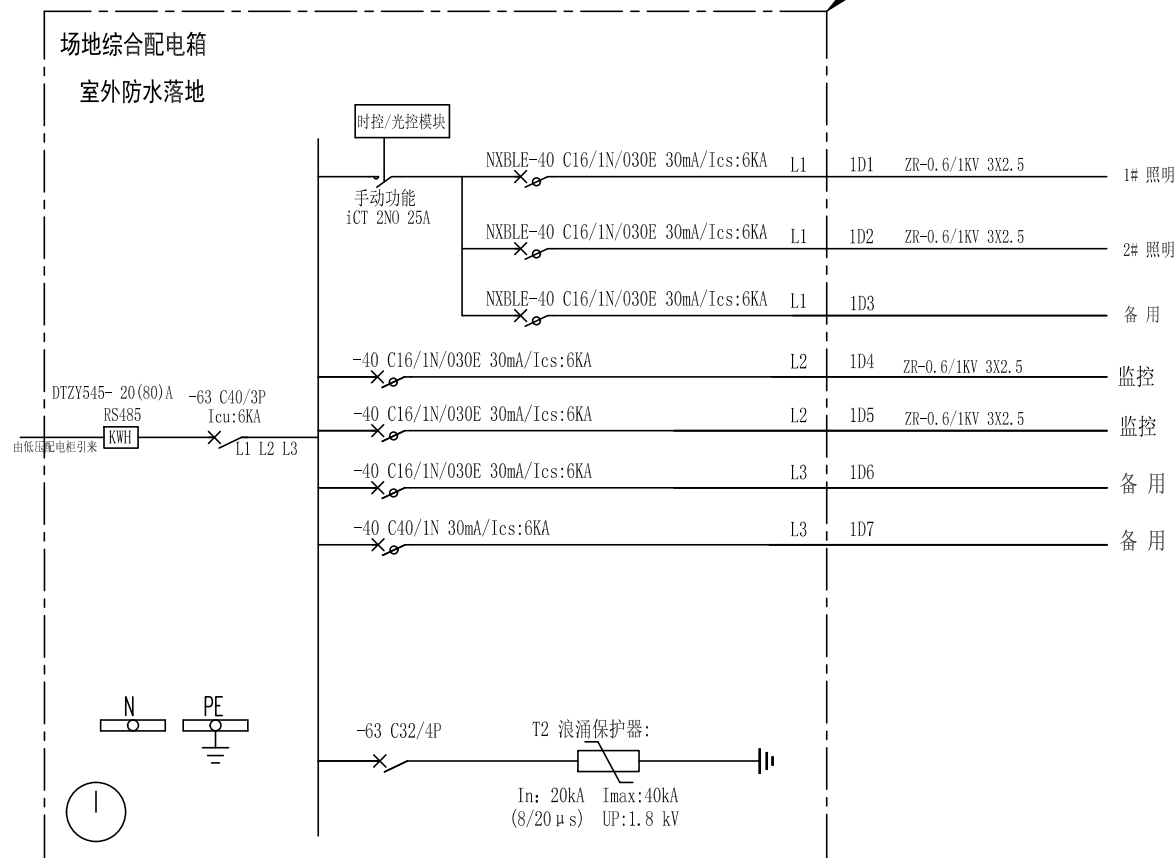 场地综合配电箱
室外防水落地
时控/光控模块
手动功能
iCT 2NO 25A
NXBLE-40 C16/1N/030E 30mA/Ics:6KA L1 1D1 ZR-0.6/1KV 3X2.5 1# 照明
NXBLE-40 C16/1N/030E 30mA/Ics:6KA L1 1D2 ZR-0.6/1KV 3X2.5 2# 照明
NXBLE-40 C16/1N/030E 30mA/Ics:6KA L1 1D3 备 用
-40 C16/1N/030E 30mA/Ics:6KA L2 1D4 ZR-0.6/1KV 3X2.5 监控
DTZY545- 20(80)A
RS485
KWH
由低压配电柜引来
-63 C40/3P
Icu:6KA
L1 L2 L3
-40 C16/1N/030E 30mA/Ics:6KA L2 1D5 ZR-0.6/1KV 3X2.5 监控
-40 C16/1N/030E 30mA/Ics:6KA L3 1D6 备 用
-40 C40/1N 30mA/Ics:6KA L3 1D7 备 用
N PE
-63 C32/4P
T2 浪涌保护器:
In: 20kA Imax:40kA
(8/20μs) UP:1.8 kV